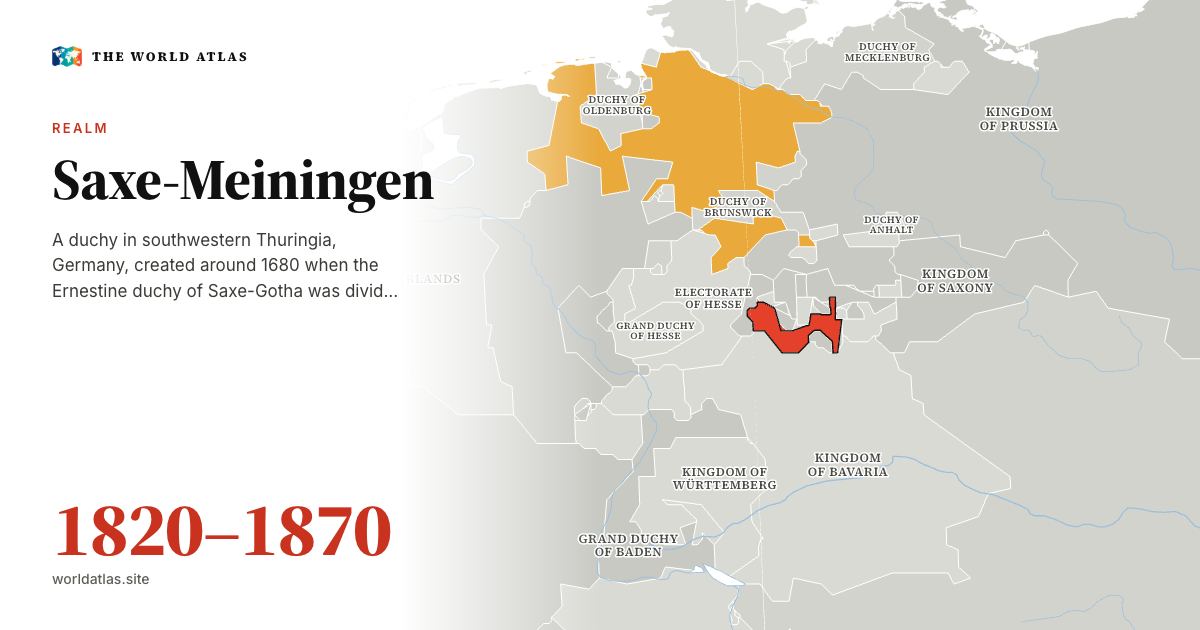 THE WORLD ATLAS
REALM
Saxe-Meiningen
A duchy in southwestern Thuringia,
Germany, created around 1680 when the
Ernestine duchy of Saxe-Gotha was divid...
1820–1870
worldatlas.site
DUCHY OF
MECKLENBURG
DUCHY OF
OLDENBURG
KINGDOM
OF PRUSSIA
DUCHY OF
BRUNSWICK
DUCHY OF
ANHALT
LANDS
KINGDOM
OF SAXONY
ELECTORATE
OF HESSE
GRAND DUCHY
OF HESSE
KINGDOM OF
WÜRTTEMBERG
KINGDOM
OF BAVARIA
GRAND DUCHY
OF BADEN